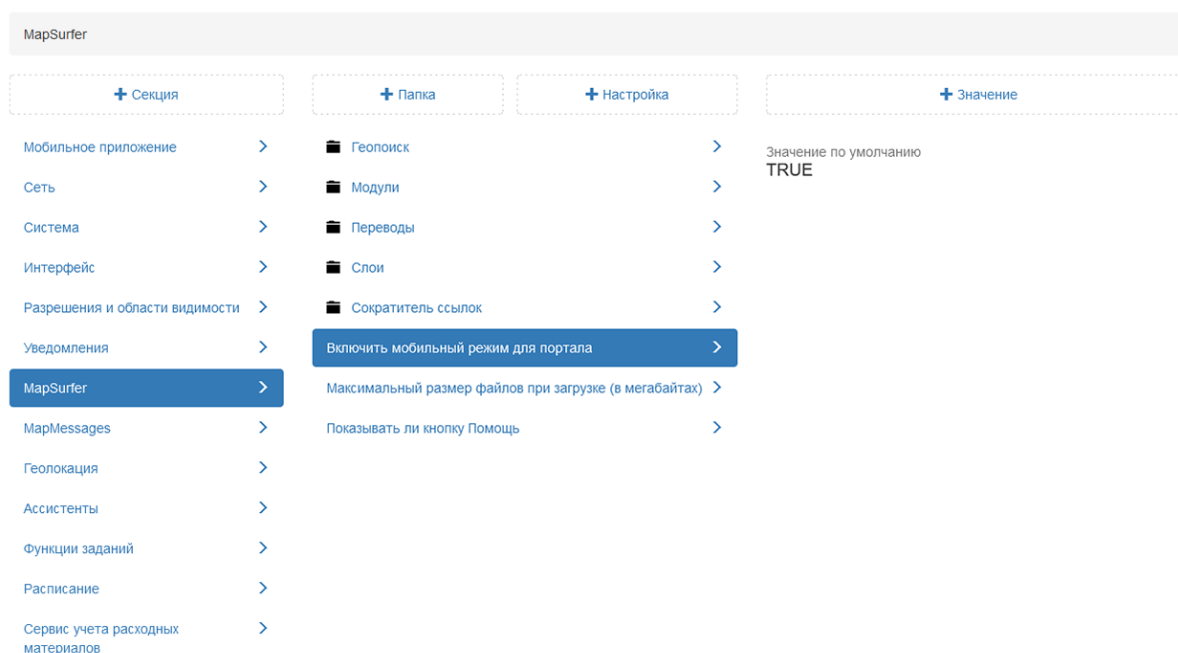 MapSurfer
Секция
Папка
Настройка
Значение
Мобильное приложение
Сеть
Система
Интерфейс
Разрешения и области видимости
Уведомления
MapSurfer
MapMessages
Геолокация
Ассистенты
Функции заданий
Расписание
Сервис учета расходных
материалов
Геопоиск
Модули
Переводы
Слои
Сократитель ссылок
Включить мобильный режим для портала
Максимальный размер файлов при загрузке (в мегабайтах)
Показывать ли кнопку Помощь
Значение по умолчанию
TRUE